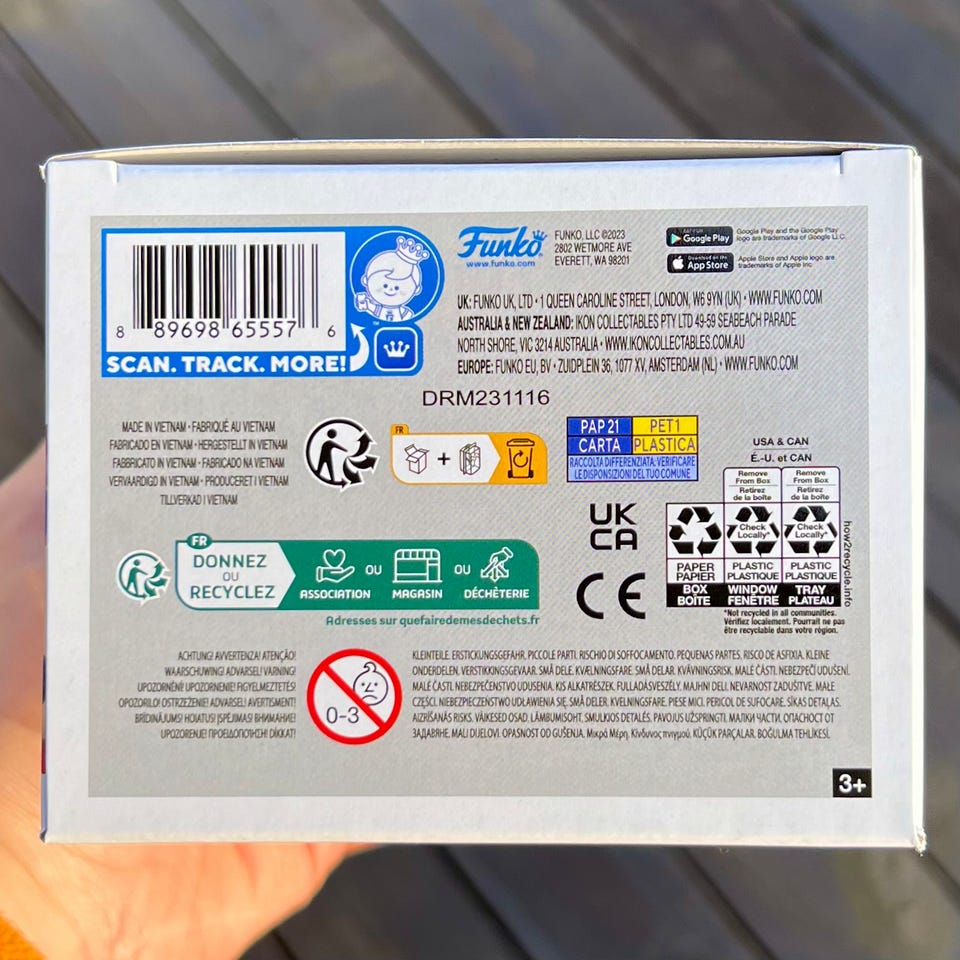 8 89698 65557 6
SCAN. TRACK. MORE!
Funko
www.funko.com
FUNKO, LLC ©2023
2802 WETMORE AVE
EVERETT, WA 98201
GET IT ON
Google Play
Google Play and the Google Play
logo are trademarks of Google LLC.
Download on the
App Store
Apple Store and Apple logo are
trademarks of Apple Inc.
UK: FUNKO UK, LTD • 1 QUEEN CAROLINE STREET, LONDON, W6 9YN (UK) • WWW.FUNKO.COM
AUSTRALIA & NEW ZEALAND: IKON COLLECTABLES PTY LTD 49-59 SEABEACH PARADE
NORTH SHORE, VIC 3214 AUSTRALIA • WWW.IKONCOLLECTABLES.COM.AU
EUROPE: FUNKO EU, BV • ZUIDPLEIN 36, 1077 XV, AMSTERDAM (NL) • WWW.FUNKO.COM
DRM231116
MADE IN VIETNAM • FABRIQUÉ AU VIETNAM
FABRICADO EN VIETNAM • HERGESTELLT IN VIETNAM
FABBRICATO IN VIETNAM • FABRICADO NA VIETNAM
VERVAARDIGD IN VIETNAM • PRODUCERET I VIETNAM
TILLVERKAD I VIETNAM
FR
+
PAP 21 PET1
CARTA PLASTICA
RACCOLTA DIFFERENZIATA. VERIFICARE
LE DISPOSIZIONI DEL TUO COMUNE
UK
CA
CE
USA & CAN
É.-U. et CAN
Remove
From Box
Retirez
de la boîte
Remove
From Box
Retirez
de la boîte
Check
Locally*
Check
Locally*
PAPER
PAPIER
PLASTIC
PLASTIQUE
PLASTIC
PLASTIQUE
BOX
BOÎTE
WINDOW
FENÊTRE
TRAY
PLATEAU
how2recycle.info
*Not recycled in all communities.
Vérifiez localement. Pourrait ne pas
être recyclable dans votre région.
FR
DONNEZ
OU
RECYCLEZ
ASSOCIATION
OU
MAGASIN
OU
DÉCHÈTERIE
Adresses sur quefairedemesdechets.fr
ACHTUNG! AVVERTENZA! ATENÇÃO!
WAARSCHUWING! ADVARSEL! VARNING!
UPOZORNĚNÍ! UPOZORNENIE! FIGYELMEZTETÉS!
OPOZORILO! OSTRZEŻENIE! ADVARSEL! AVERTISMENT!
BRĪDINĀJUMS! HOIATUS! ĮSPĖJIMAS! ВНИМАНИЕ!
UPOZORENJE! ΠΡΟΕΙΔΟΠΟΙΗΣΗ! DİKKAT!
0-3
KLEINTEILE. ERSTICKUNGSGEFAHR. PICCOLE PARTI. RISCHIO DI SOFFOCAMENTO. PEQUENAS PARTES. RISCO DE ASFIXIA. KLEINE
ONDERDELEN. VERSTIKKINGSGEVAAR. SMÅ DELE. KVÆLNINGSFARE. SMÅ DELAR. KVÄVNINGSRISK. MALÉ ČÁSTI. NEBEZPEČÍ UDUŠENÍ.
MALÉ ČASTI. NEBEZPEČENSTVO UDUSENIA. KIS ALKATRÉSZEK. FULLADÁSVESZÉLY. MAJHNI DELI. NEVARNOST ZADUŠITVE. MAŁE
CZĘŚCI. NIEBEZPIECZEŃSTWO UDŁAWIENIA SIĘ. SMÅ DELER. KVELNINGSFARE. PIESE MICI. PERICOL DE SUFOCARE. SĪKAS DETAĻAS.
AIZRĪŠANĀS RISKS. VÄIKESED OSAD. LÄMBUMISOHT. SMULKIOS DETALĖS. PAVOJUS UŽSPRINGTI. МАЛКИ ЧАСТИ. ОПАСНОСТ ОТ
ЗАДАВЯНЕ. MALI DIJELOVI. OPASNOST OD GUŠENJA. Μικρά Μέρη. Κίνδυνος πνιγμού. KÜÇÜK PARÇALAR. BOĞULMA TEHLİKESİ.
3+